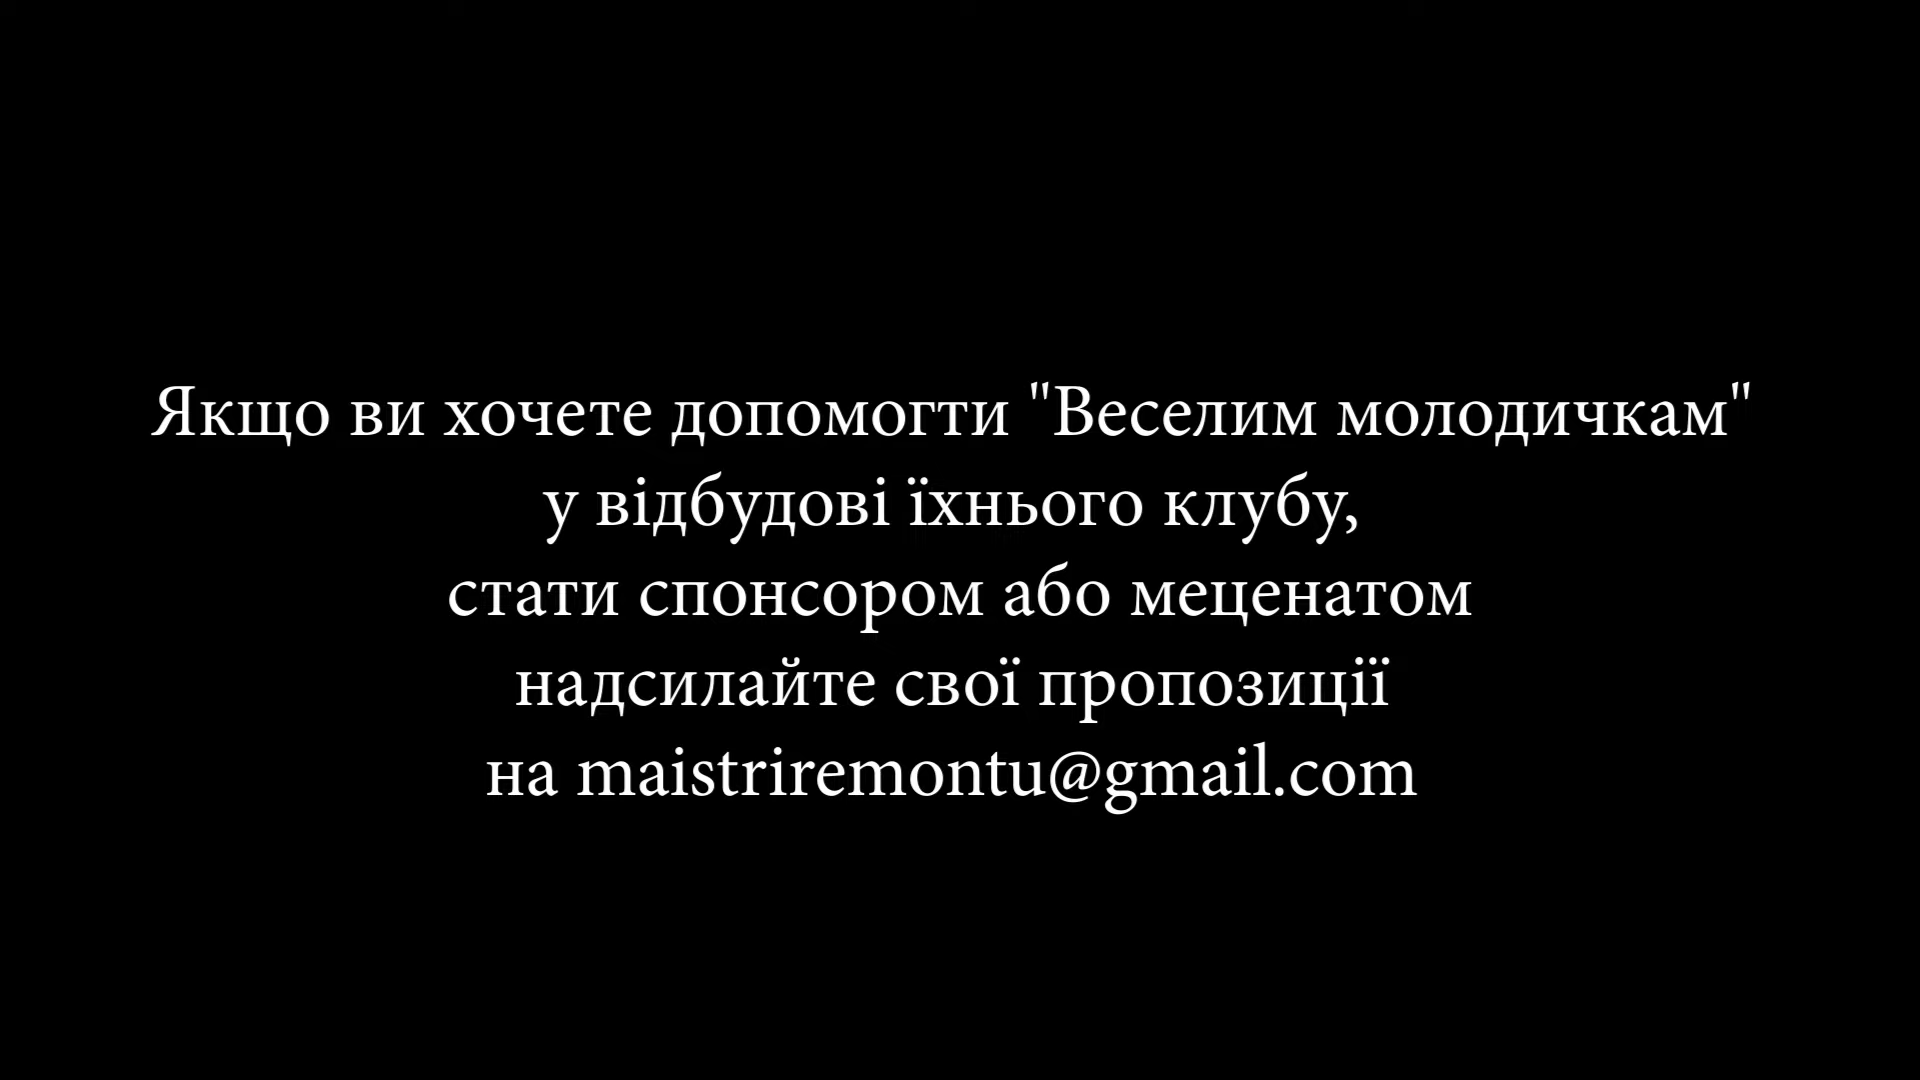 Якщо ви хочете допомогти "Веселим молодичкам"
у відбудові їхнього клубу,
стати спонсором або меценатом
надсилайте свої пропозиції
на maistriremontu@gmail.com